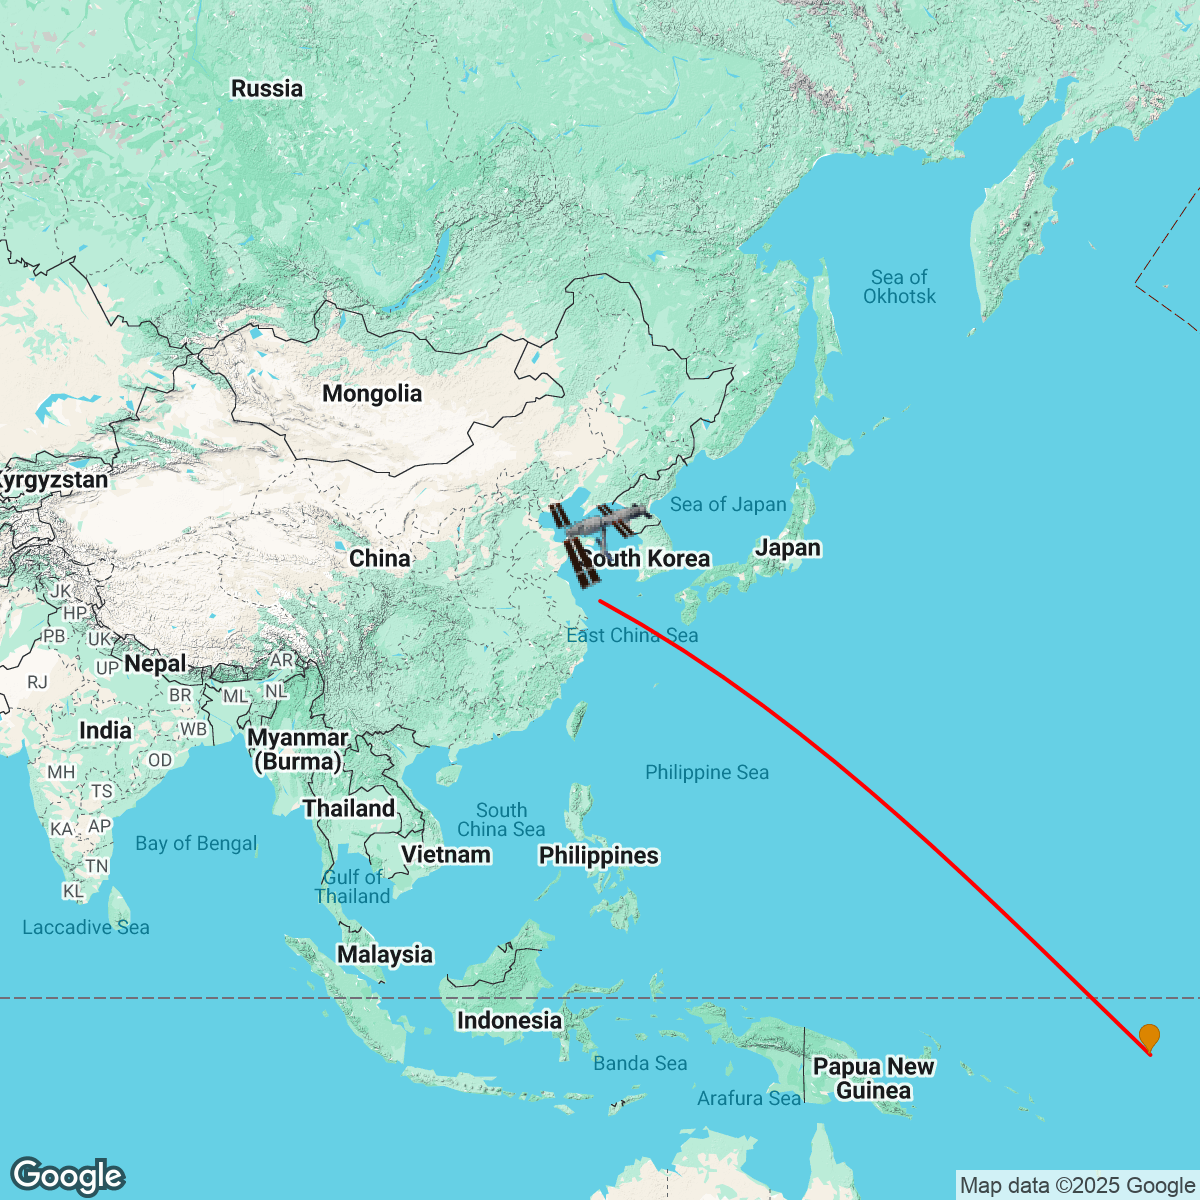 Russia
Sea of
Okhotsk
Mongolia
Kyrgyzstan
Sea of Japan
Japan
China
South Korea
JK
HP
PB
UK
East China Sea
Nepal
AR
UP
RJ
BR
ML
NL
India
WB
Myanmar
(Burma)
OD
MH
Philippine Sea
TS
Thailand
South
China Sea
KA
AP
Bay of Bengal
Vietnam
Philippines
TN
Gulf of
Thailand
KL
Laccadive Sea
Malaysia
Indonesia
Banda Sea
Papua New
Guinea
Arafura Sea
Google
Map data ©2025 Google